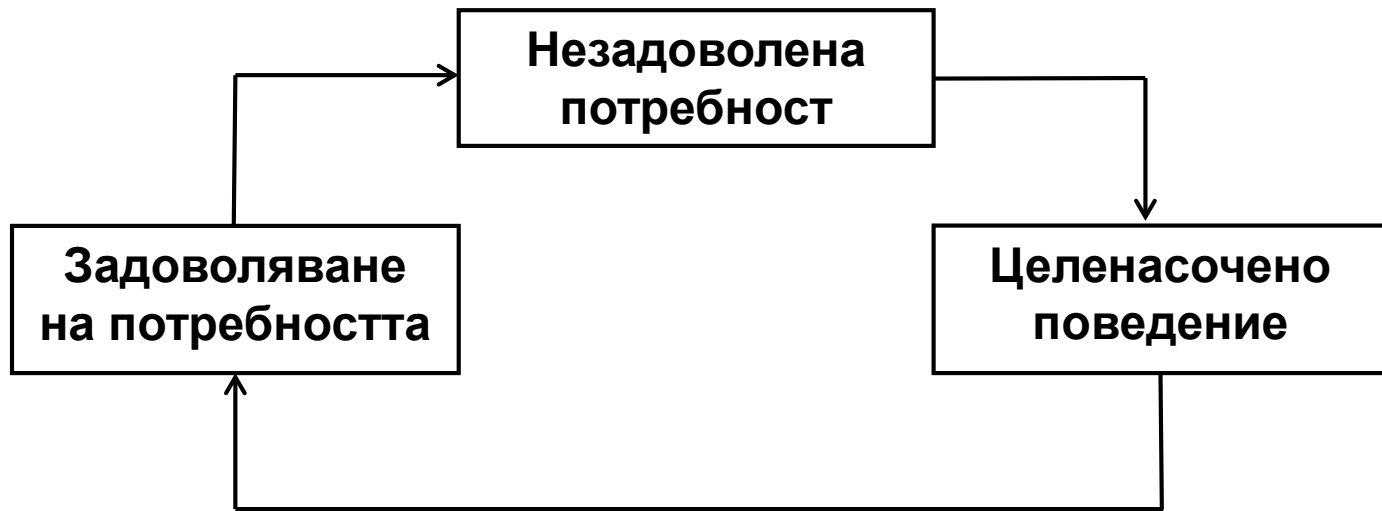 Незадоволена
потребност
Задоволяване
на потребността
Целенасочено
поведение